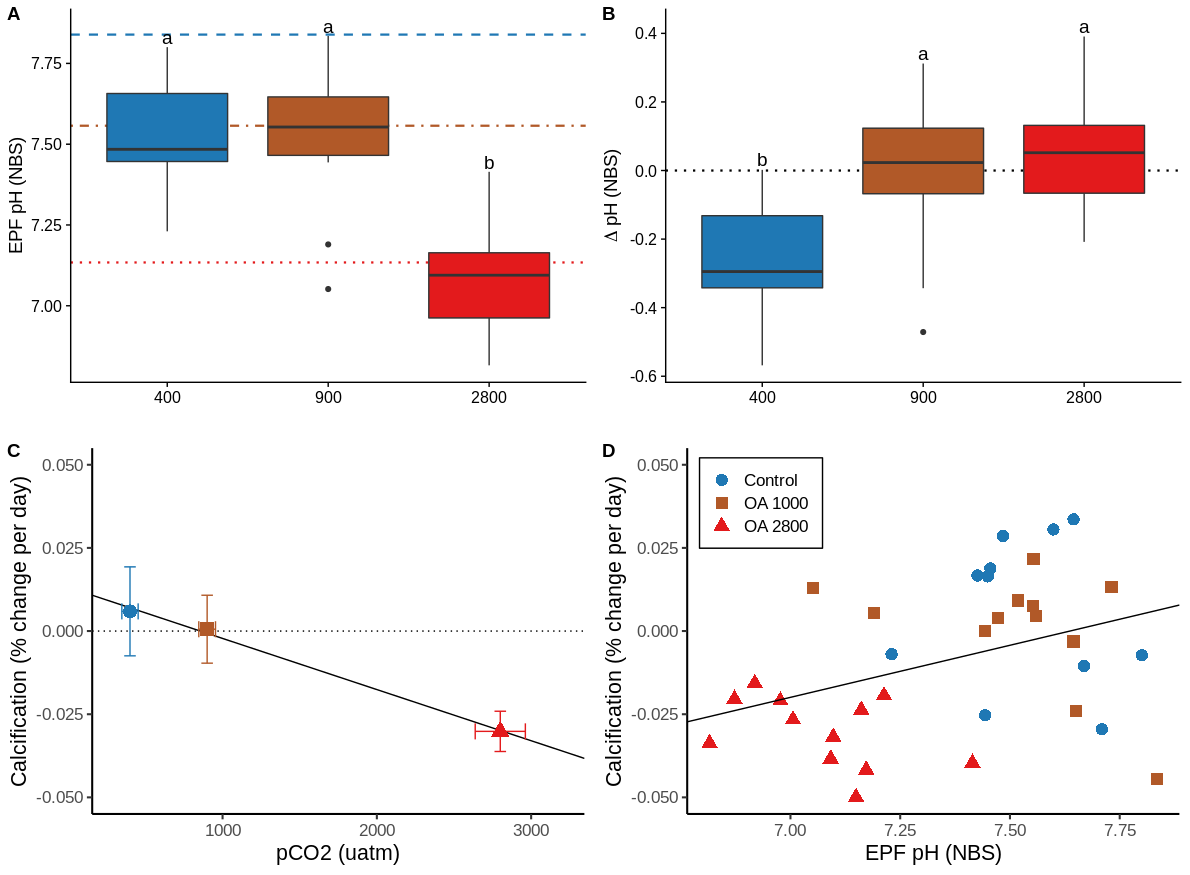 A
EPF pH (NBS)
7.75
7.50
7.25
7.00
a
a
b
400
900
2800
B
Δ pH (NBS)
0.4
0.2
0.0
-0.2
-0.4
-0.6
b
a
a
400
900
2800
C
Calcification (% change per day)
0.050
0.025
0.000
-0.025
-0.050
1000
2000
3000
pCO2 (uatm)
D
Calcification (% change per day)
0.050
0.025
0.000
-0.025
-0.050
Control
OA 1000
OA 2800
7.00
7.25
7.50
7.75
EPF pH (NBS)